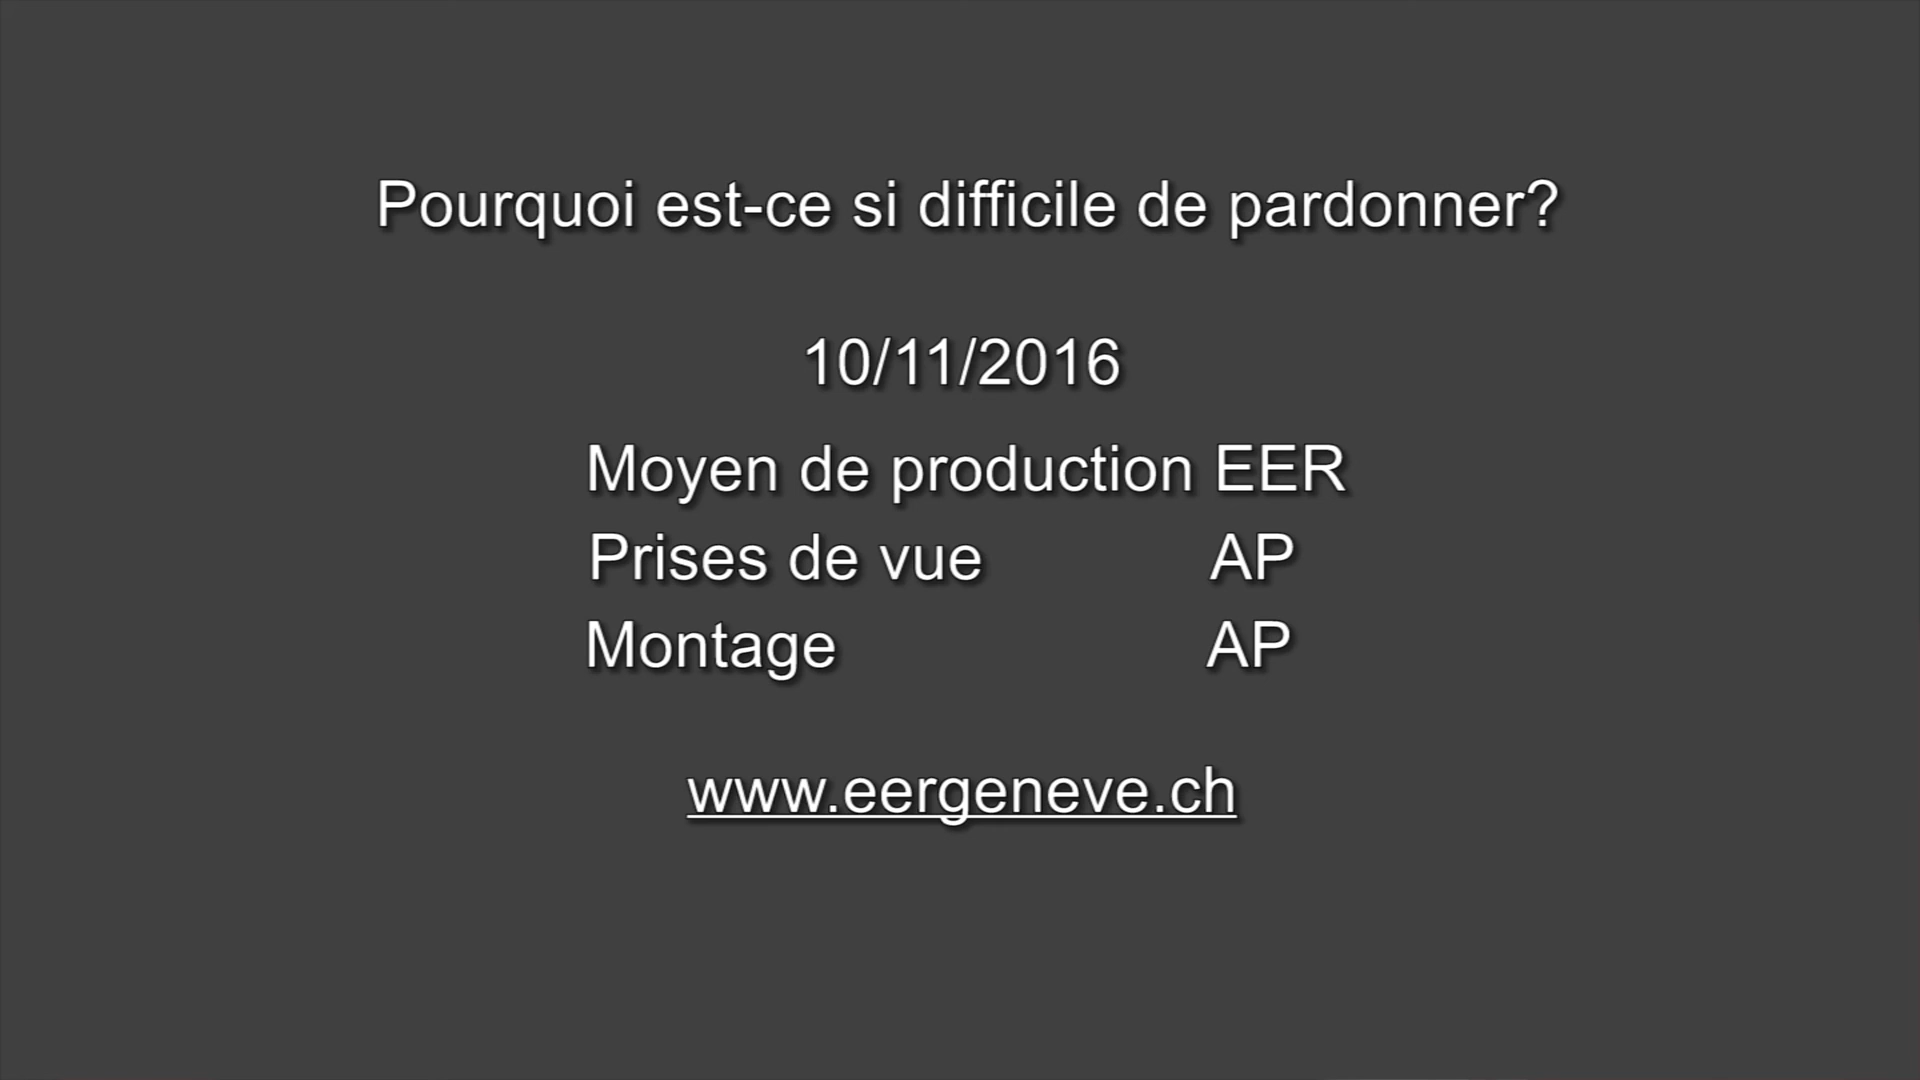 Pourquoi est-ce si difficile de pardonner?
10/11/2016
Moyen de production EER
Prises de vue AP
Montage AP
www.eergeneve.ch